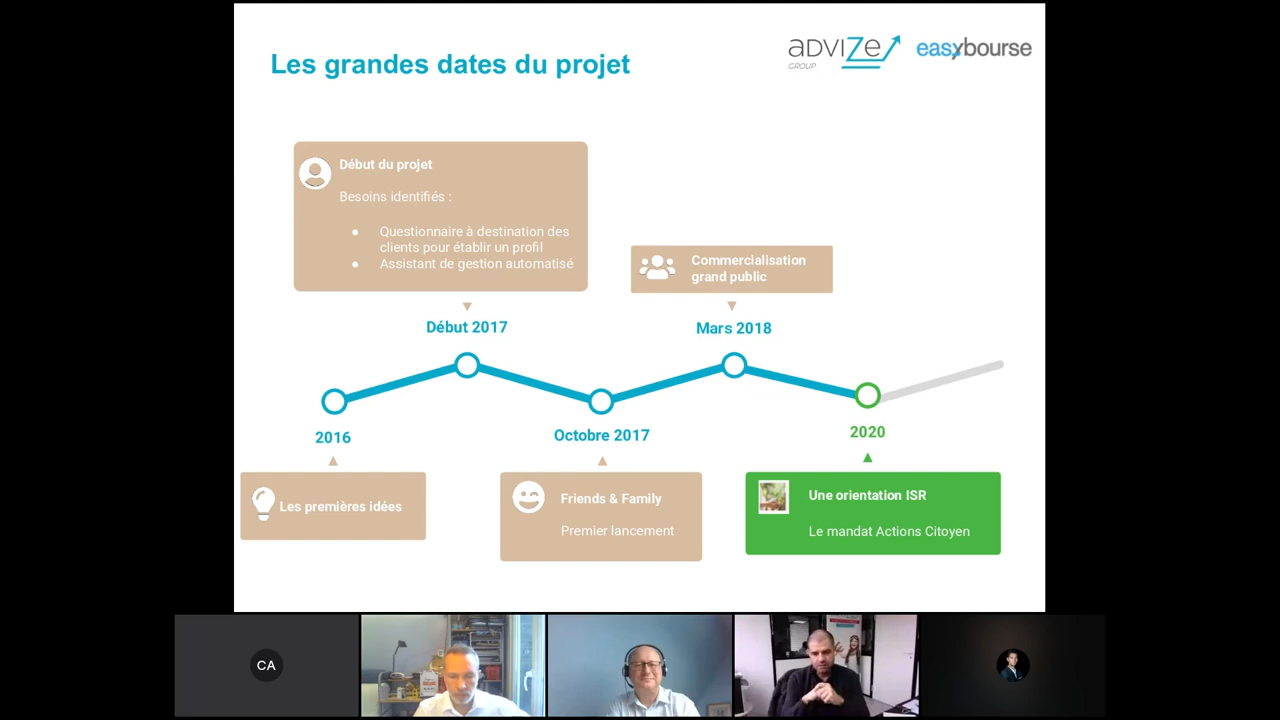 Les grandes dates du projet
aDVIZe
GROUP
easybourse
Début du projet
Besoins identifiés :
● Questionnaire à destination des
clients pour établir un profil
● Assistant de gestion automatisé
Commercialisation
grand public
Début 2017
Mars 2018
2016
Octobre 2017
2020
Les premières idées
Friends & Family
Premier lancement
Une orientation ISR
Le mandat Actions Citoyen
CA